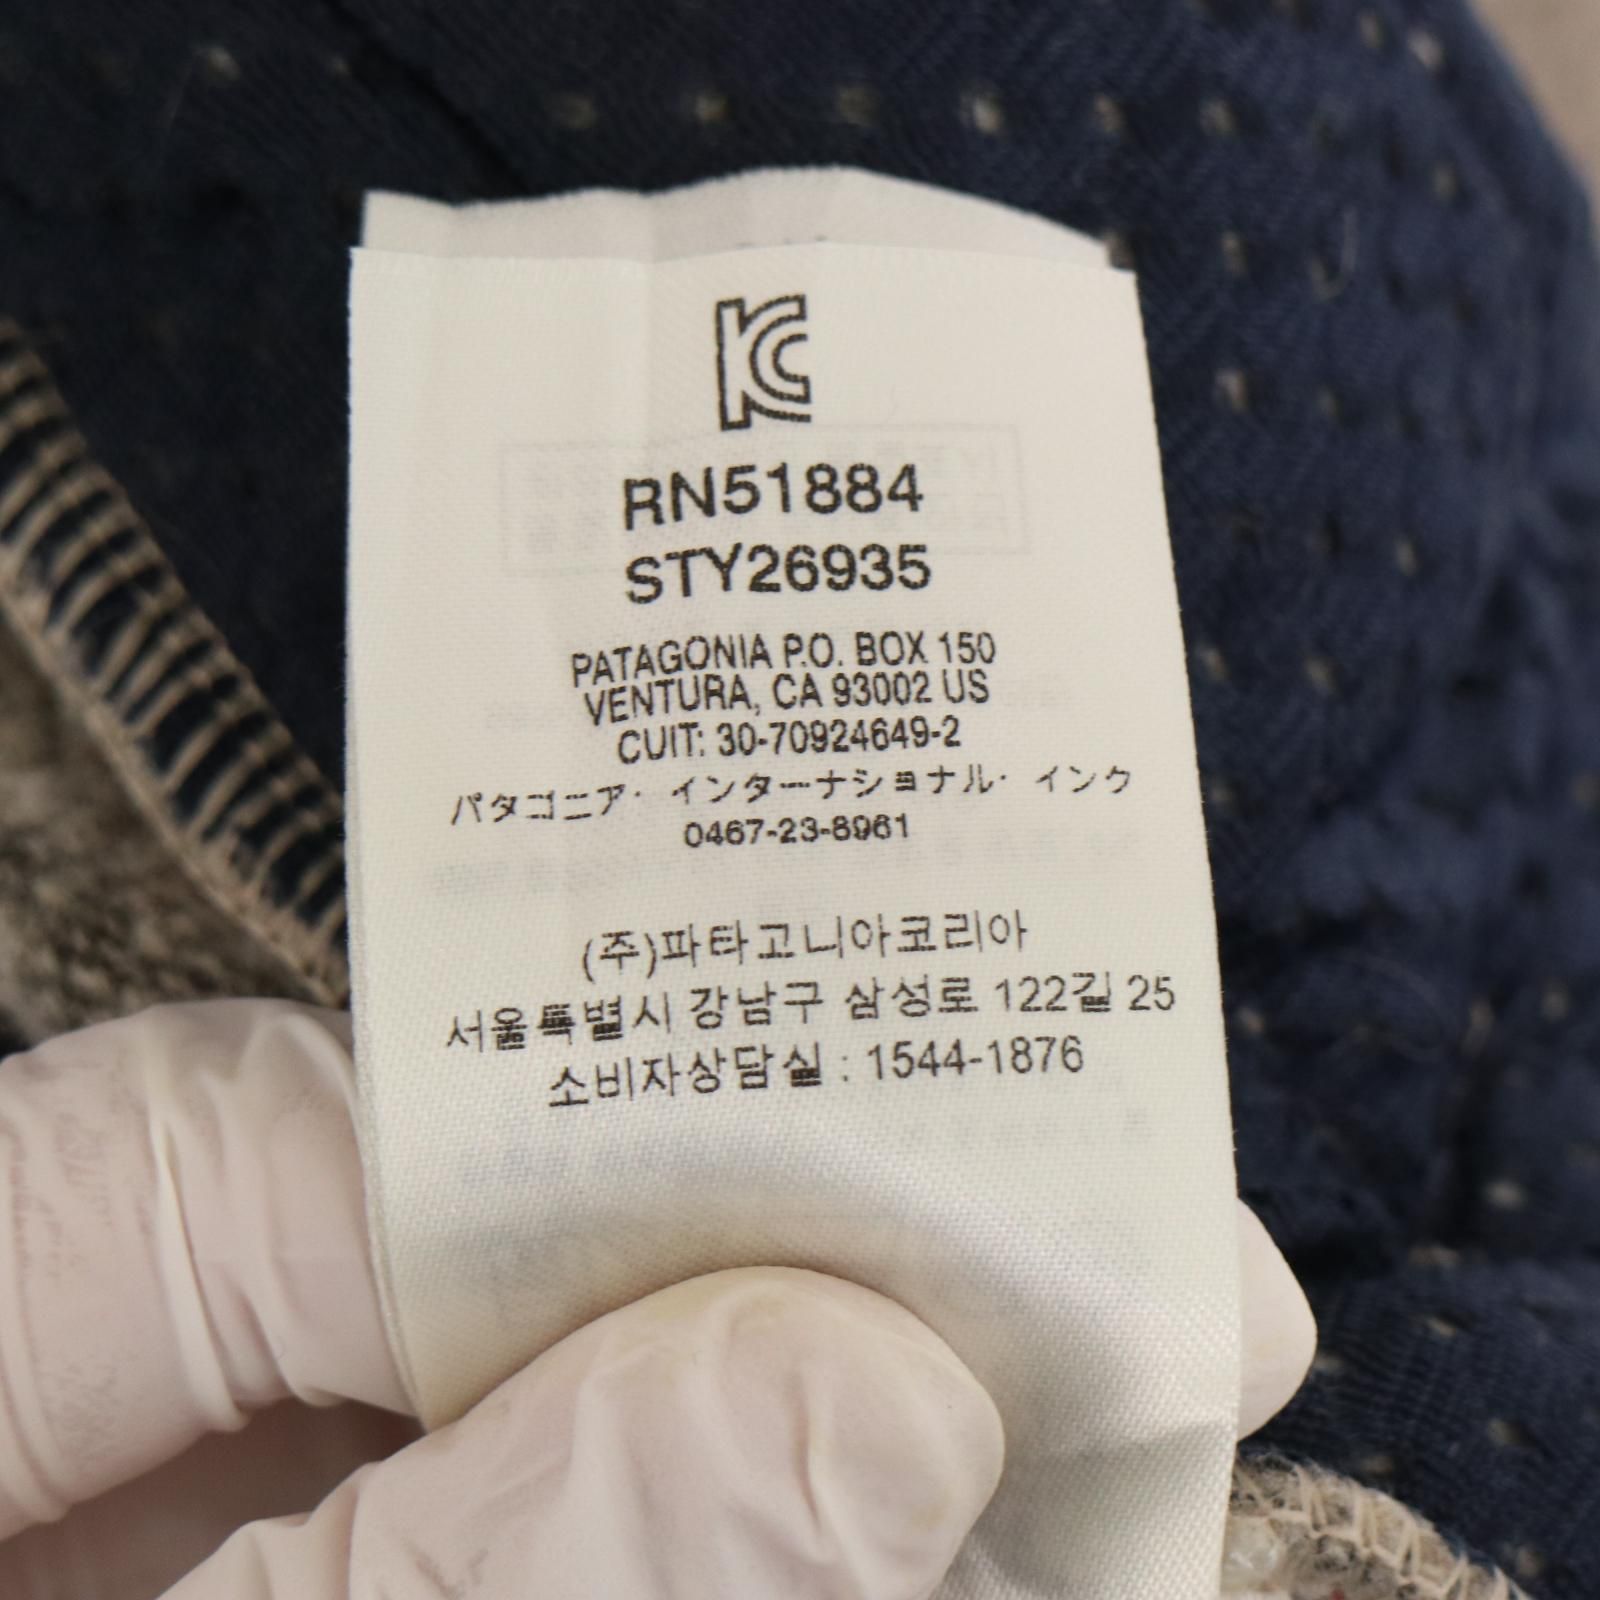 KC
RN51884
STY26935
PATAGONIA P.O. BOX 150
VENTURA, CA 93002 US
CUIT: 30-70924649-2
パタゴニア・インターナショナル・インク
0467-23-8961
(주)파타고니아코리아
서울특별시 강남구 삼성로 122길 25
소비자상담실 : 1544-1876